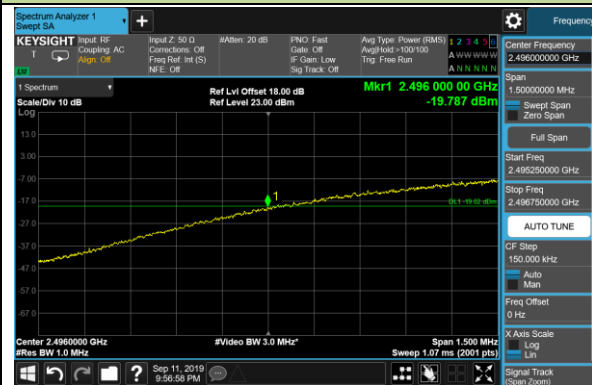 Spectrum Analyzer 1
Swept SA
+
Frequency
KEYSIGHT
Input: RF
Coupling: AC
Align: Off
Input Z: 50 Ω
Corrections: Off
Freq Ref: Int (S)
NFE: Off
#Atten: 20 dB
PNO: Fast
Gate: Off
IF Gain: Low
Sig Track: Off
Avg Type: Power (RMS)
Avg|Hold:>100/100
Trig: Free Run
1 2 3 4 5 6
A W W W W W
A N N N N N
T
1 Spectrum
Scale/Div 10 dB
Log
Ref Lvl Offset 18.00 dB
Ref Level 23.00 dBm
Mkr1 2.496 000 00 GHz
-19.787 dBm
13.0
3.00
-7.00
-17.0
-27.0
-37.0
-47.0
-57.0
-67.0
1
Center 2.4960000 GHz
#Res BW 1.0 MHz
#Video BW 3.0 MHz*
Span 1.500 MHz
Sweep 1.07 ms (2001 pts)
Sep 11, 2019
9:56:58 PM
?
Center Frequency
2.496000000 GHz
Span
1.50000000 MHz
Swept Span
Zero Span
Full Span
Start Freq
2.495250000 GHz
Stop Freq
2.496750000 GHz
AUTO TUNE
CF Step
150.000 kHz
Auto
Man
Freq Offset
0 Hz
X Axis Scale
Log
Lin
Signal Track
(Span Zoom)